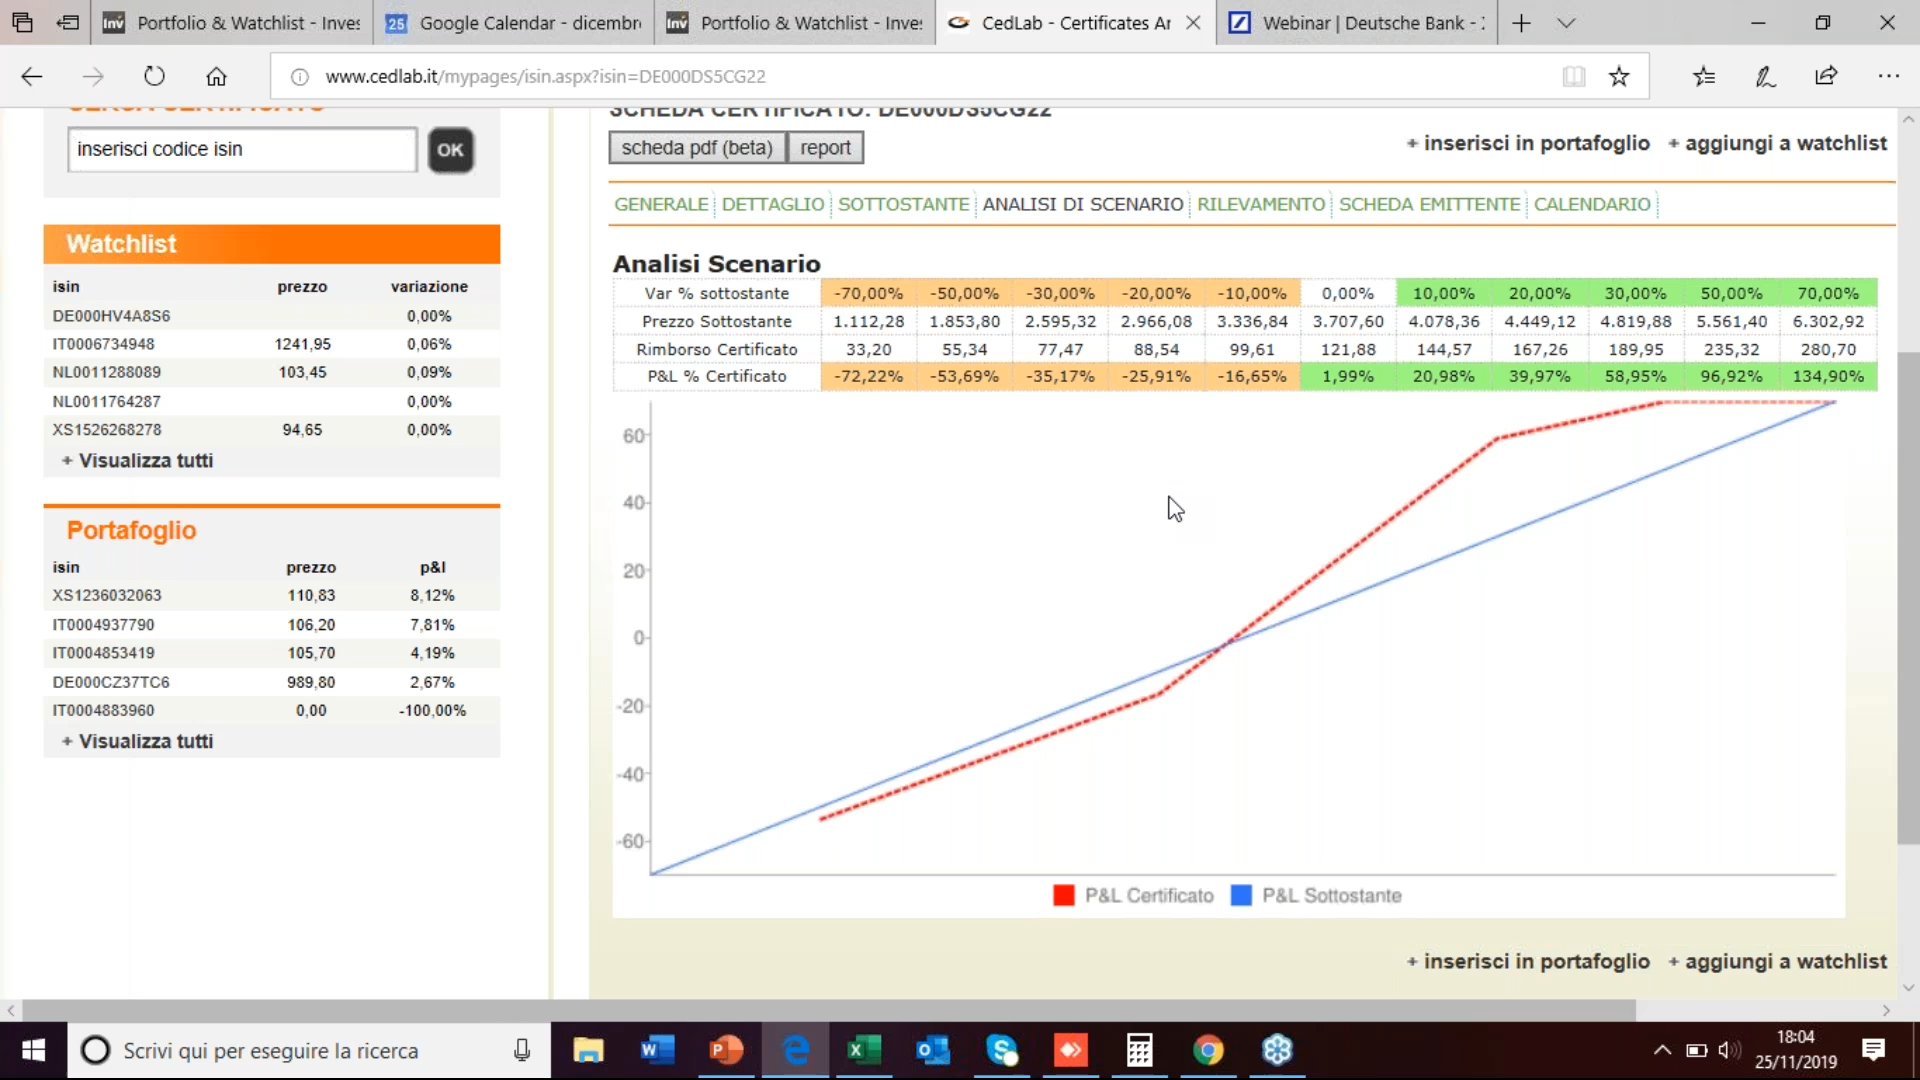 Portfolio & Watchlist - Inves
Google Calendar - dicembre
Portfolio & Watchlist - Inves
CedLab - Certificates Ar
Webinar | Deutsche Bank -
www.cedlab.it/mypages/isin.aspx?isin=DE000DS5CG22
CERCA CERTIFICATO
inserisci codice isin
OK
Watchlist
isin prezzo variazione
DE000HV4A8S6 0,00%
IT0006734948 1241,95 0,06%
NL0011288089 103,45 0,09%
NL0011764287 0,00%
XS1526268278 94,65 0,00%
+ Visualizza tutti
Portafoglio
isin prezzo p&l
XS1236032063 110,83 8,12%
IT0004937790 106,20 7,81%
IT0004853419 105,70 4,19%
DE000CZ37TC6 989,80 2,67%
IT0004883960 0,00 -100,00%
+ Visualizza tutti
SCHEDA CERTIFICATO: DE000DS5CG22
scheda pdf (beta) report
+ inserisci in portafoglio + aggiungi a watchlist
GENERALE DETTAGLIO SOTTOSTANTE ANALISI DI SCENARIO RILEVAMENTO SCHEDA EMITTENTE CALENDARIO
Analisi Scenario
Var % sottostante -70,00% -50,00% -30,00% -20,00% -10,00% 0,00% 10,00% 20,00% 30,00% 50,00% 70,00%
Prezzo Sottostante 1.112,28 1.853,80 2.595,32 2.966,08 3.336,84 3.707,60 4.078,36 4.449,12 4.819,88 5.561,40 6.302,92
Rimborso Certificato 33,20 55,34 77,47 88,54 99,61 121,88 144,57 167,26 189,95 235,32 280,70
P&L % Certificato -72,22% -53,69% -35,17% -25,91% -16,65% 1,99% 20,98% 39,97% 58,95% 96,92% 134,90%
60
40
20
0
-20
-40
-60
P&L Certificato P&L Sottostante
+ inserisci in portafoglio + aggiungi a watchlist
Scrivi qui per eseguire la ricerca
18:04
25/11/2019